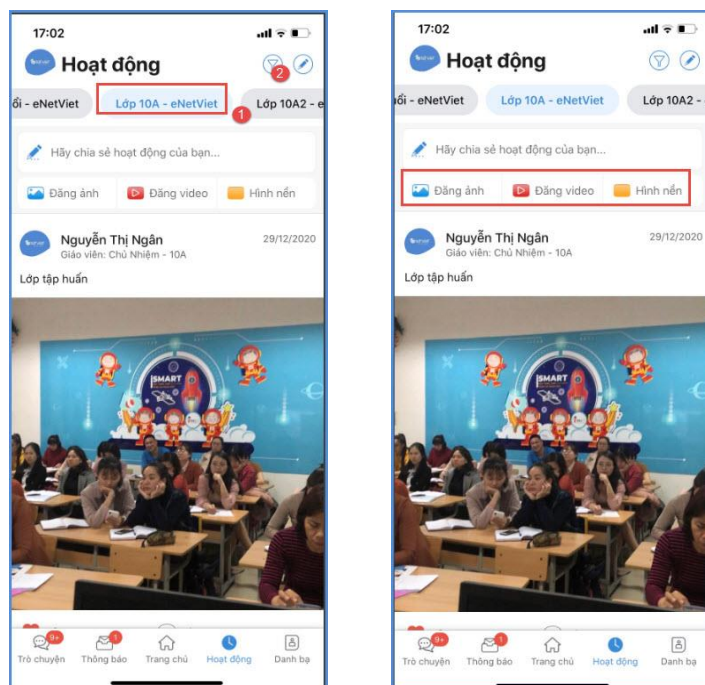 17:02
Hoạt động
2
ổi - eNetViet
Lớp 10A - eNetViet
1
Lớp 10A2 - e
Hãy chia sẻ hoạt động của bạn...
Đăng ảnh
Đăng video
Hình nền
Nguyễn Thị Ngân
29/12/2020
Giáo viên: Chủ Nhiệm - 10A
Lớp tập huấn
SMART
9+
1
Trò chuyện
Thông báo
Trang chủ
Hoạt động
Danh bạ
17:02
Hoạt động
ổi - eNetViet
Lớp 10A - eNetViet
Lớp 10A2 -
Hãy chia sẻ hoạt động của bạn...
Đăng ảnh
Đăng video
Hình nền
Nguyễn Thị Ngân
29/12/2020
Giáo viên: Chủ Nhiệm - 10A
Lớp tập huấn
SMART
9+
1
Trò chuyện
Thông báo
Trang chủ
Hoạt động
Danh bạ